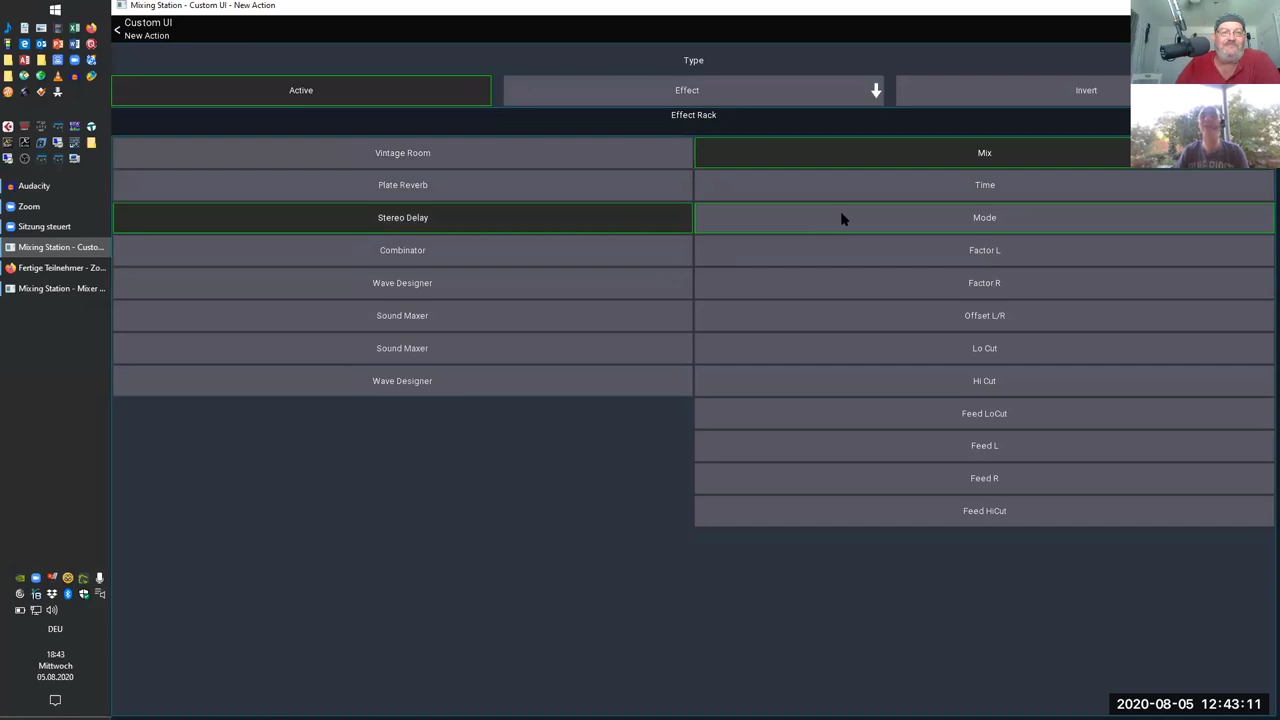 Mixing Station - Custom UI - New Action
Custom UI
New Action
Type
Active
Effect
Invert
Effect Rack
Vintage Room
Mix
Plate Reverb
Time
Stereo Delay
Mode
Combinator
Factor L
Wave Designer
Factor R
Sound Maxer
Offset L/R
Sound Maxer
Lo Cut
Wave Designer
Hi Cut
Feed LoCut
Feed L
Feed R
Feed HiCut
Audacity
Zoom
Sitzung steuert
Mixing Station - Custo...
Fertige Teilnehmer - Zo...
Mixing Station - Mixer ...
DEU
18:43
Mittwoch
05.08.2020
2020-08-05 12:43:11